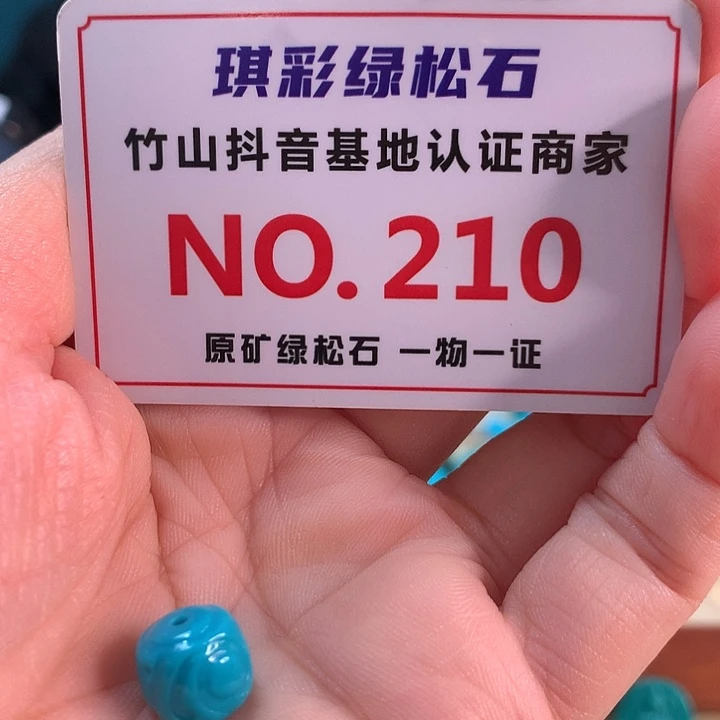 琪彩绿松石
竹山抖音基地认证商家
NO.210
原矿绿松石 一物一证